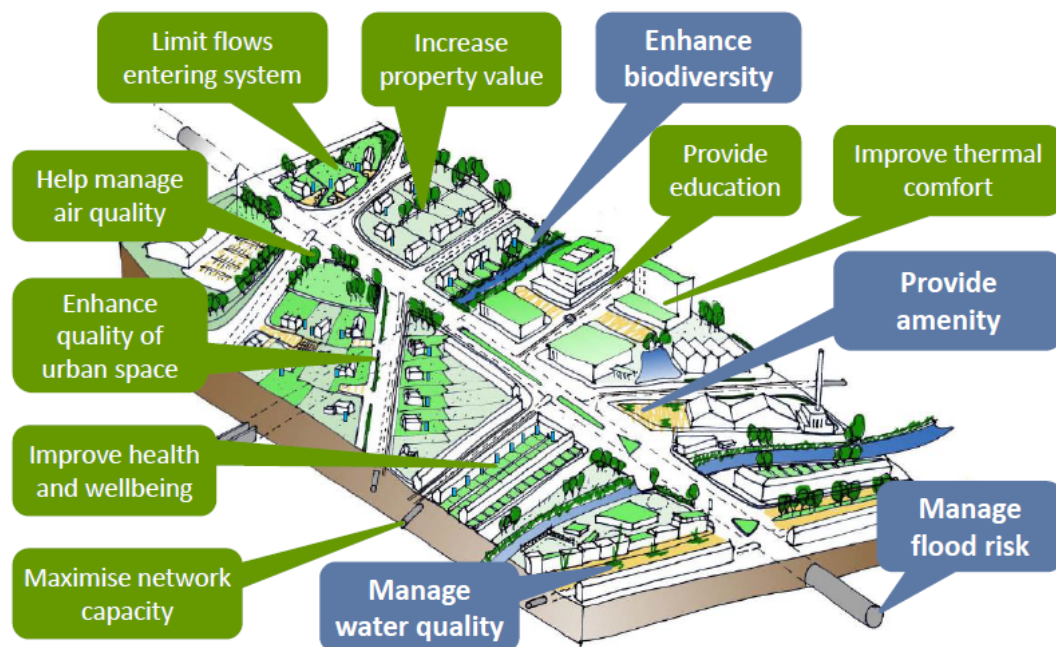 Limit flows
entering system
Increase
property value
Enhance
biodiversity
Help manage
air quality
Provide
education
Improve thermal
comfort
Enhance
quality of
urban space
Provide
amenity
Improve health
and wellbeing
Maximise network
capacity
Manage
water quality
Manage
flood risk